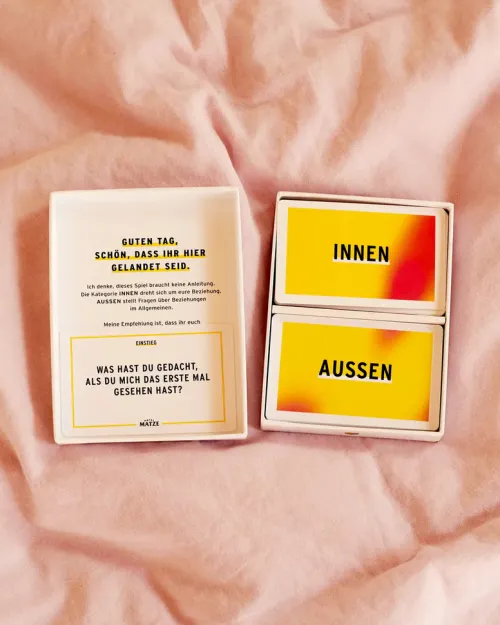 GUTEN TAG,
SCHÖN, DASS IHR HIER
GELANDET SEID.
Ich denke, dieses Spiel braucht keine Anleitung.
Die Kategorie INNEN dreht sich um eure Beziehung,
AUSSEN stellt Fragen über Beziehungen
im Allgemeinen.
Meine Empfehlung ist, dass ihr euch
EINSTIEG
WAS HAST DU GEDACHT,
ALS DU MICH DAS ERSTE MAL
GESEHEN HAST?
MATZE
INNEN
AUSSEN